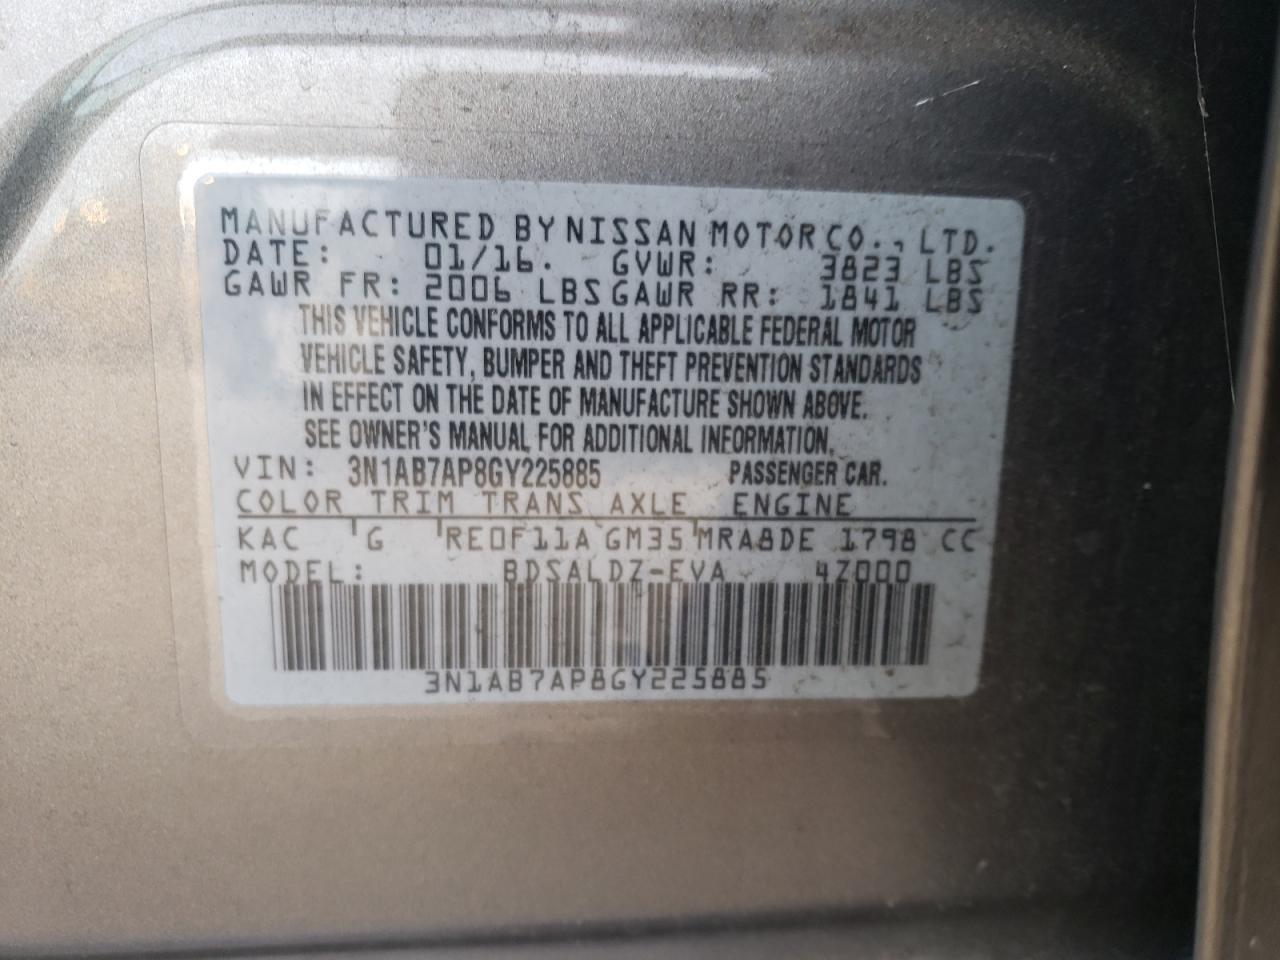 MANUFACTURED BY NISSAN MOTOR CO., LTD.
DATE: 01/16. GVWR: 3823 LBS
GAWR FR: 2006 LBS GAWR RR: 1841 LBS
THIS VEHICLE CONFORMS TO ALL APPLICABLE FEDERAL MOTOR
VEHICLE SAFETY, BUMPER AND THEFT PREVENTION STANDARDS
IN EFFECT ON THE DATE OF MANUFACTURE SHOWN ABOVE.
SEE OWNER'S MANUAL FOR ADDITIONAL INFORMATION.
VIN: 3N1AB7AP8GY225885 PASSENGER CAR.
COLOR TRIM TRANS AXLE ENGINE
KAC G RE0F11A GM35 MRA8DE 1798 CC
MODEL: BDSALDZ-EVA 4Z000
3N1AB7AP8GY225885